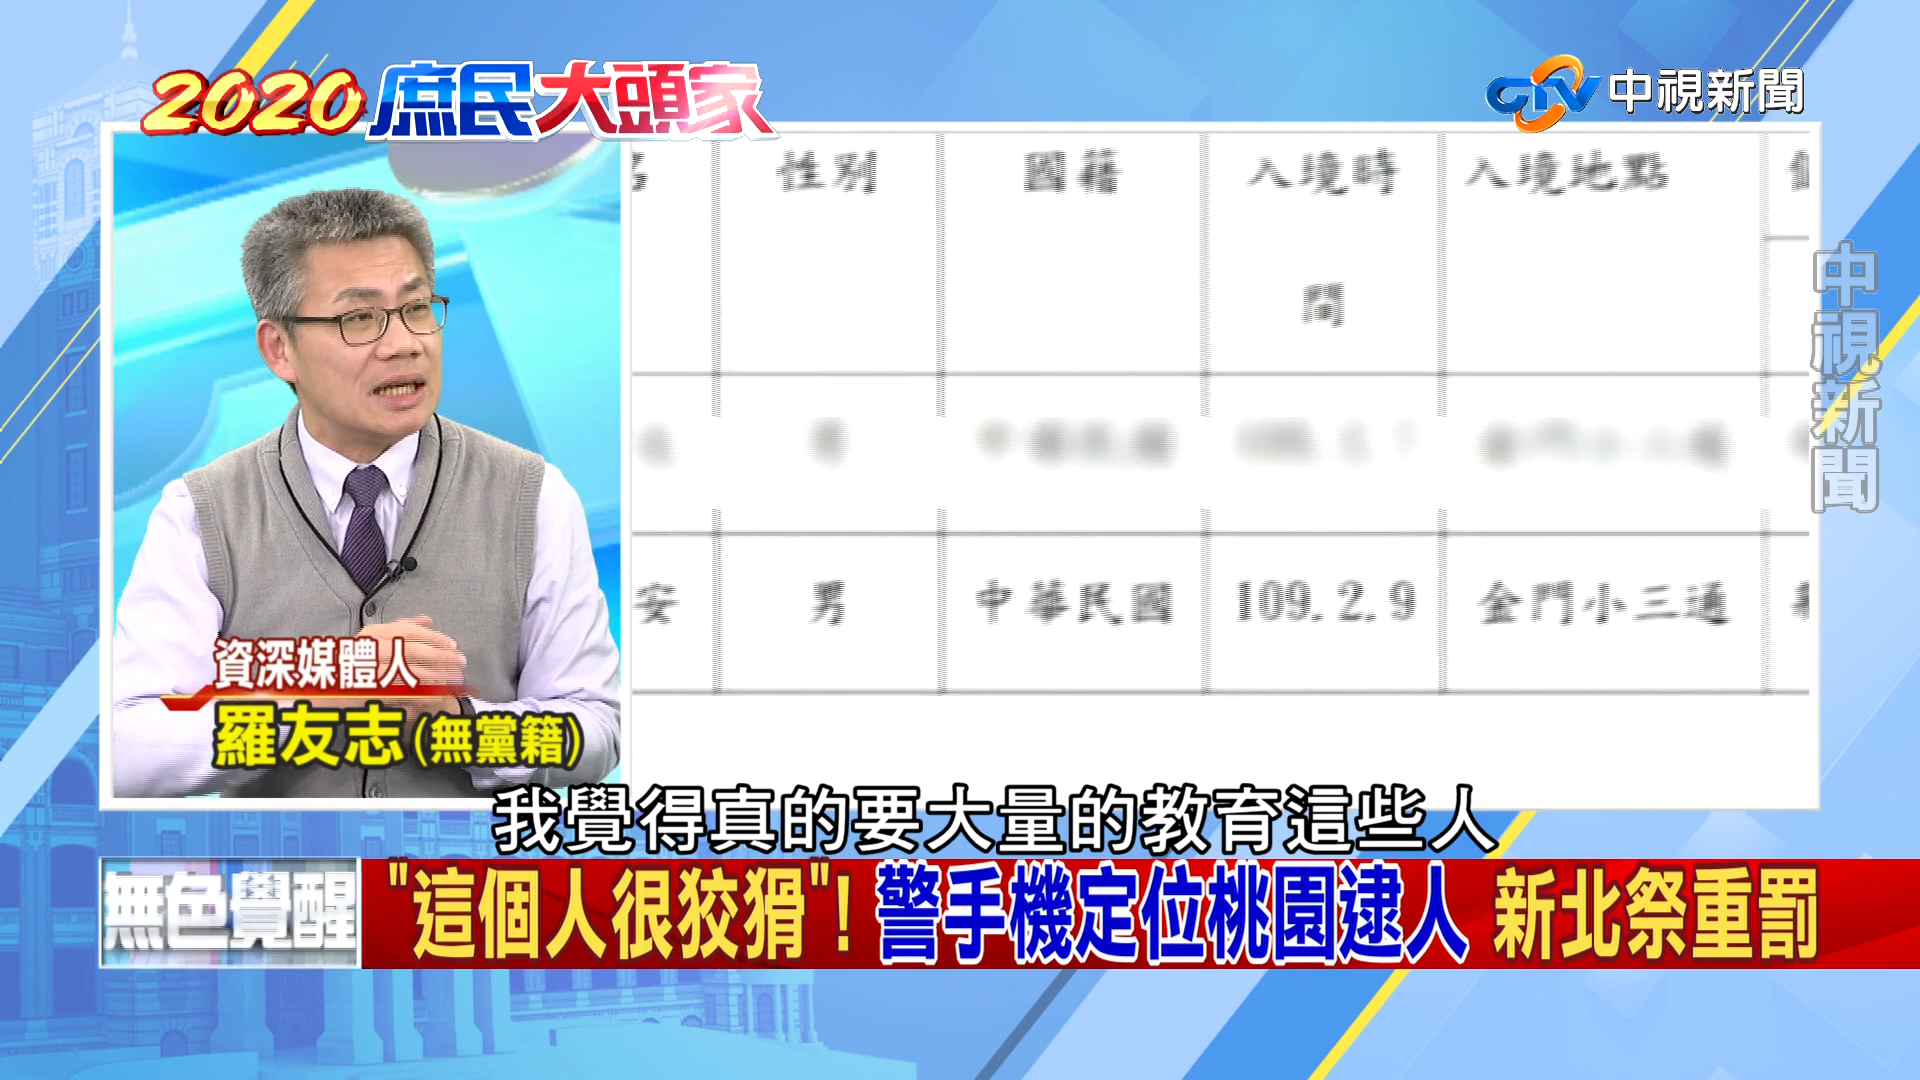 2020庶民大頭家
CTV 中視新聞
性別 國籍 入境時間 入境地點
安 男 中華民國 109.2.9 金門小三通
中視新聞
資深媒體人
羅友志(無黨籍)
我覺得真的要大量的教育這些人
無色覺醒
"這個人很狡猾"! 警手機定位桃園逮人 新北祭重罰